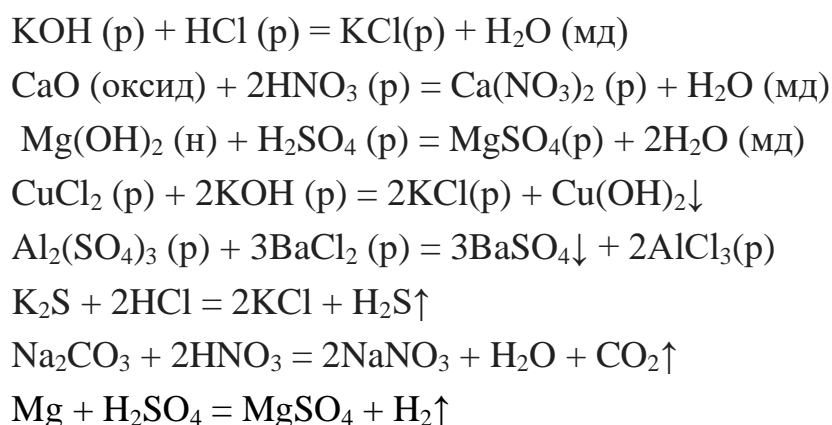 KOH (р) + HCl (р) = KCl(р) + H₂O (мд)
CaO (оксид) + 2HNO₃ (р) = Ca(NO₃)₂ (р) + H₂O (мд)
Mg(OH)₂ (н) + H₂SO₄ (р) = MgSO₄(р) + 2H₂O (мд)
CuCl₂ (р) + 2KOH (р) = 2KCl(р) + Cu(OH)₂↓
Al₂(SO₄)₃ (р) + 3BaCl₂ (р) = 3BaSO₄↓ + 2AlCl₃(р)
K₂S + 2HCl = 2KCl + H₂S↑
Na₂CO₃ + 2HNO₃ = 2NaNO₃ + H₂O + CO₂↑
Mg + H₂SO₄ = MgSO₄ + H₂↑